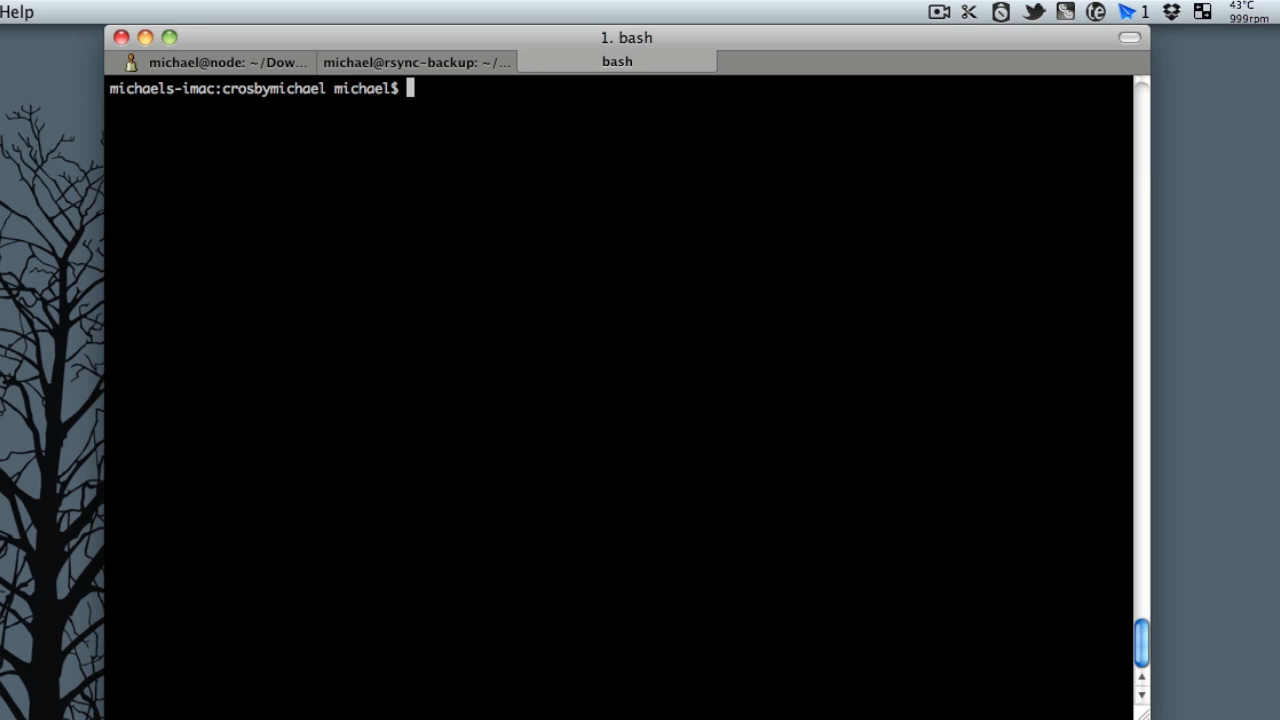 Help
1
43°C
999rpm
1. bash
michael@node: ~/Dow...
michael@rsync-backup: ~/...
bash
michaels-imac:crosbymichael michael$